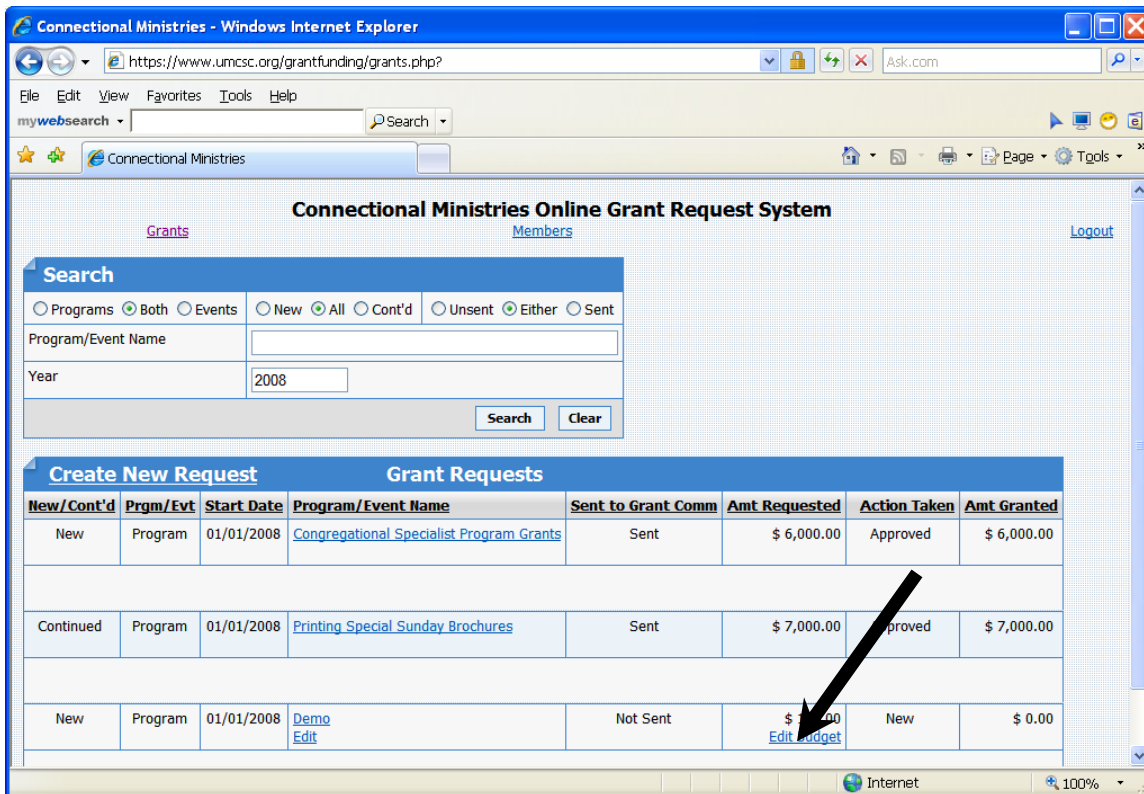 Connectional Ministries - Windows Internet Explorer
https://www.umcsc.org/grantfunding/grants.php? Ask.com
File Edit View Favorites Tools Help
mywebsearch Search
Connectional Ministries Page Tools
Connectional Ministries Online Grant Request System
Grants Members Logout
Search
Programs Both Events New All Cont'd Unsent Either Sent
Program/Event Name
Year 2008
Search Clear
Create New Request Grant Requests
New/Cont'd Prgm/Evt Start Date Program/Event Name Sent to Grant Comm Amt Requested Action Taken Amt Granted
New Program 01/01/2008 Congregational Specialist Program Grants Sent $ 6,000.00 Approved $ 6,000.00
Continued Program 01/01/2008 Printing Special Sunday Brochures Sent $ 7,000.00 Approved $ 7,000.00
New Program 01/01/2008 Demo Not Sent New $ 0.00
Edit Edit Budget
Internet 100%